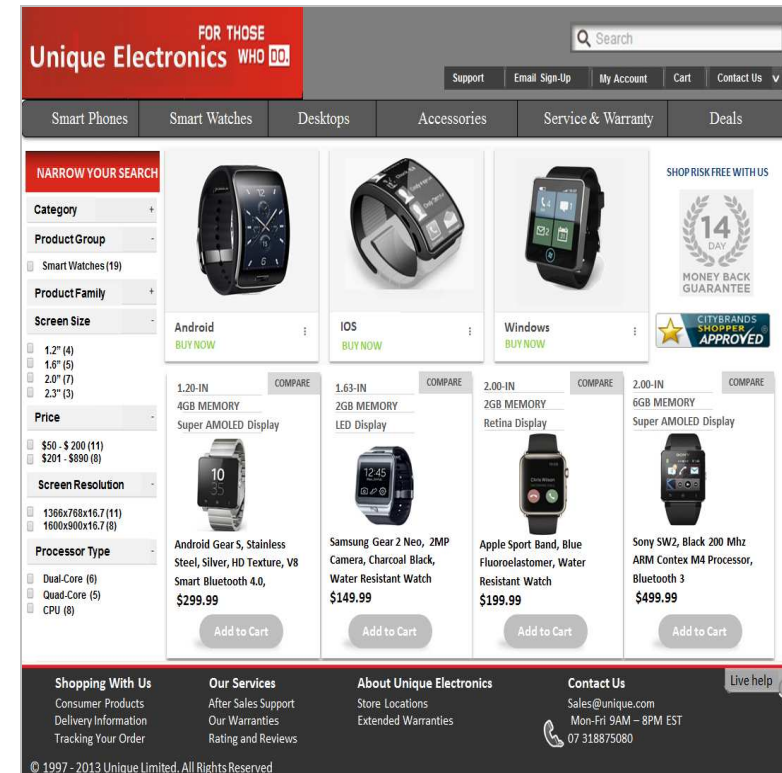 FOR THOSE
Unique Electronics WHO DO.
Search
Support Email Sign-Up My Account Cart Contact Us
Smart Phones Smart Watches Desktops Accessories Service & Warranty Deals
NARROW YOUR SEARCH
Category +
Product Group -
Smart Watches (19)
Product Family +
Screen Size -
1.2” (4)
1.6” (5)
2.0” (7)
2.3” (3)
Price -
$50 - $ 200 (11)
$201 - $890 (8)
Screen Resolution -
1366x768x16.7 (11)
1600x900x16.7 (8)
Processor Type -
Dual-Core (6)
Quad-Core (5)
CPU (8)
Android
BUY NOW
IOS
BUY NOW
Windows
BUY NOW
SHOP RISK FREE WITH US
14
DAY
MONEY BACK
GUARANTEE
CITYBRANDS
SHOPPER
APPROVED
1.20-IN COMPARE
4GB MEMORY
Super AMOLED Display
10
35
Android Gear S, Stainless
Steel, Silver, HD Texture, V8
Smart Bluetooth 4.0,
$299.99
Add to Cart
1.63-IN COMPARE
2GB MEMORY
LED Display
12:45
Samsung Gear 2 Neo, 2MP
Camera, Charcoal Black,
Water Resistant Watch
$149.99
Add to Cart
2.00-IN COMPARE
2GB MEMORY
Retina Display
Apple Sport Band, Blue
Fluoroelastomer, Water
Resistant Watch
$199.99
Add to Cart
2.00-IN COMPARE
6GB MEMORY
Super AMOLED Display
Sony SW2, Black 200 Mhz
ARM Contex M4 Processor,
Bluetooth 3
$499.99
Add to Cart
Shopping With Us
Consumer Products
Delivery Information
Tracking Your Order
Our Services
After Sales Support
Our Warranties
Rating and Reviews
About Unique Electronics
Store Locations
Extended Warranties
Contact Us
Sales@unique.com
Mon-Fri 9AM – 8PM EST
07 318875080
Live help
© 1997 - 2013 Unique Limited. All Rights Reserved